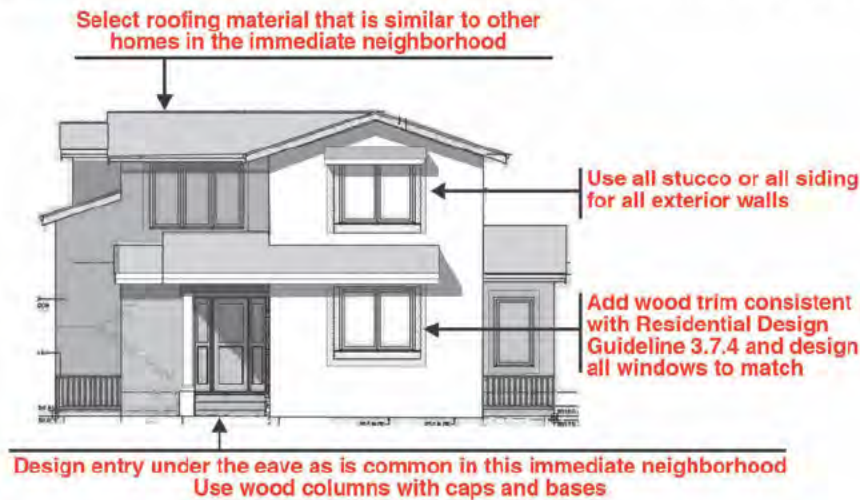 Select roofing material that is similar to other
homes in the immediate neighborhood
Use all stucco or all siding
for all exterior walls
Add wood trim consistent
with Residential Design
Guideline 3.7.4 and design
all windows to match
Design entry under the eave as is common in this immediate neighborhood
Use wood columns with caps and bases